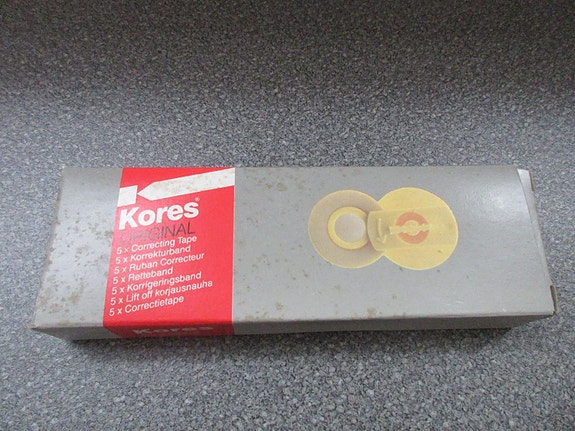 Kores®
ORIGINAL
5 x Correcting Tape
5 x Korrekturband
5 x Ruban Correcteur
5 x Retteband
5 x Korrigeringsband
5 x Lift off korjausnauha
5 x Correctietape
Kores